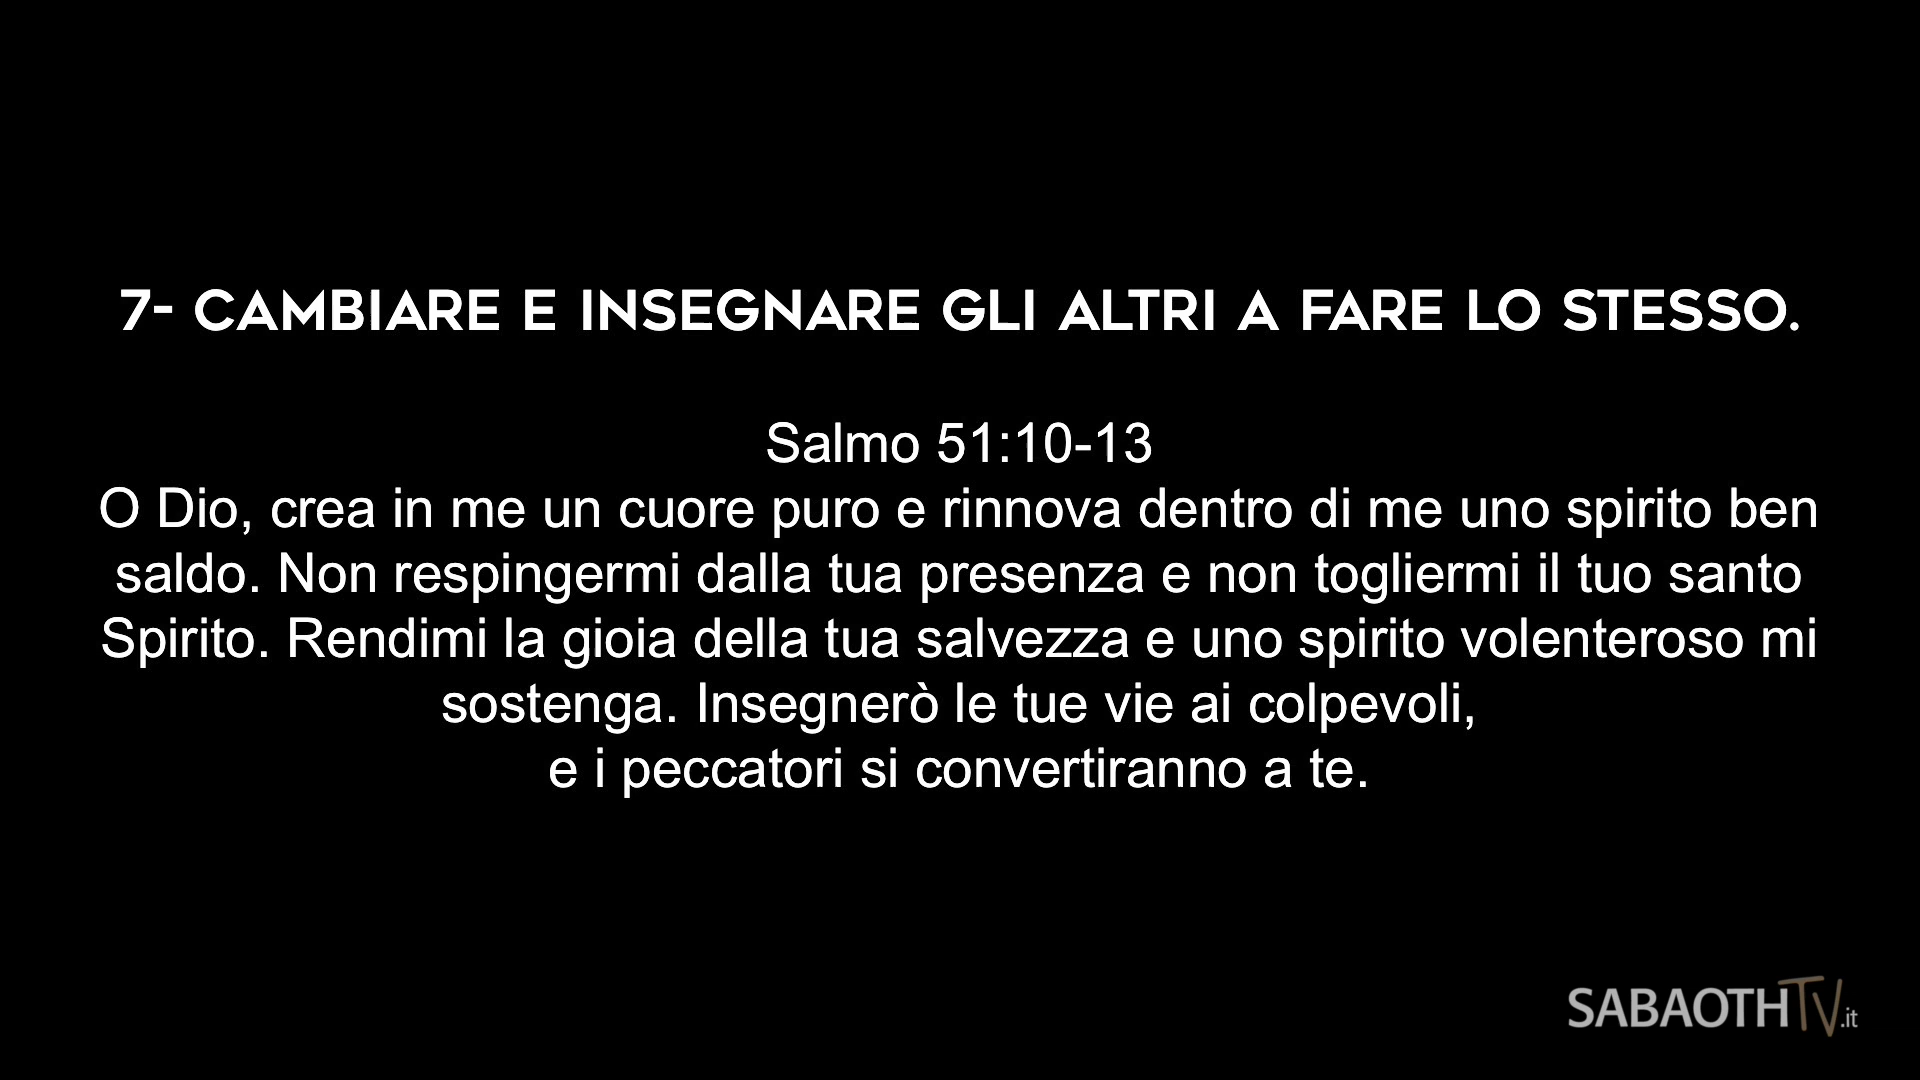 7- CAMBIARE E INSEGNARE GLI ALTRI A FARE LO STESSO.
Salmo 51:10-13
O Dio, crea in me un cuore puro e rinnova dentro di me uno spirito ben
saldo. Non respingermi dalla tua presenza e non togliermi il tuo santo
Spirito. Rendimi la gioia della tua salvezza e uno spirito volenteroso mi
sostenga. Insegnerò le tue vie ai colpevoli,
e i peccatori si convertiranno a te.
SABAOTHTV.it